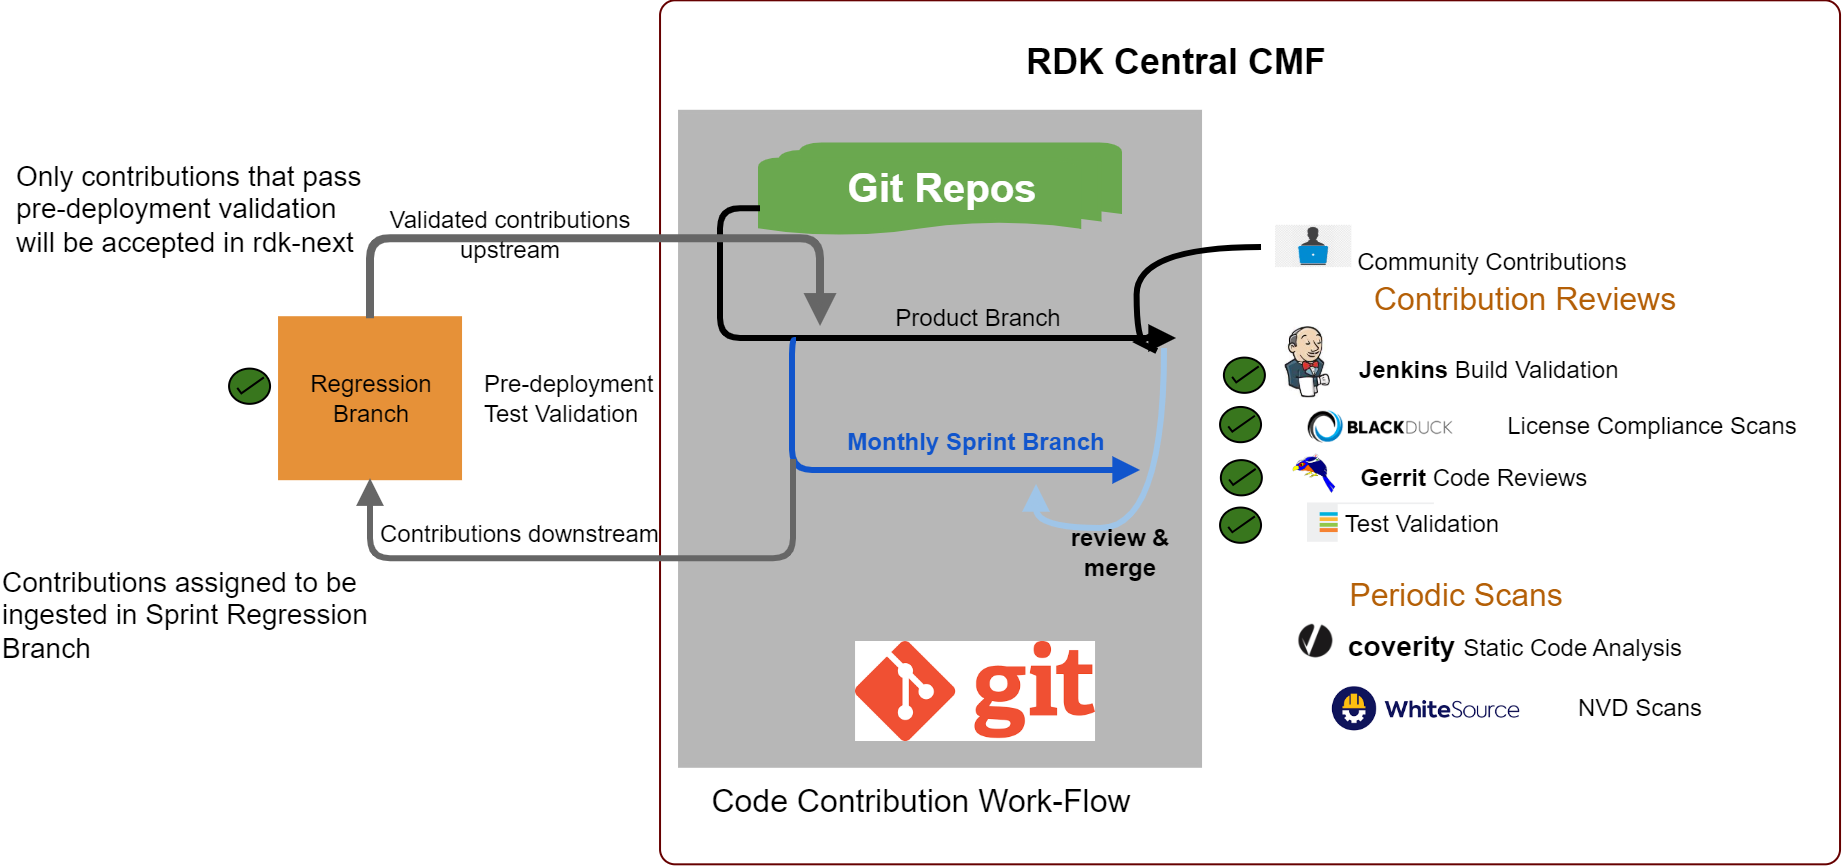 RDK Central CMF
Git Repos
Only contributions that pass
pre-deployment validation
will be accepted in rdk-next
Validated contributions
upstream
Community Contributions
Contribution Reviews
Product Branch
Jenkins Build Validation
Regression
Branch
Pre-deployment
Test Validation
BLACKDUCK
License Compliance Scans
Monthly Sprint Branch
Gerrit Code Reviews
Test Validation
Contributions downstream
review &
merge
Contributions assigned to be
ingested in Sprint Regression
Branch
Periodic Scans
coverity Static Code Analysis
git
WhiteSource
NVD Scans
Code Contribution Work-Flow